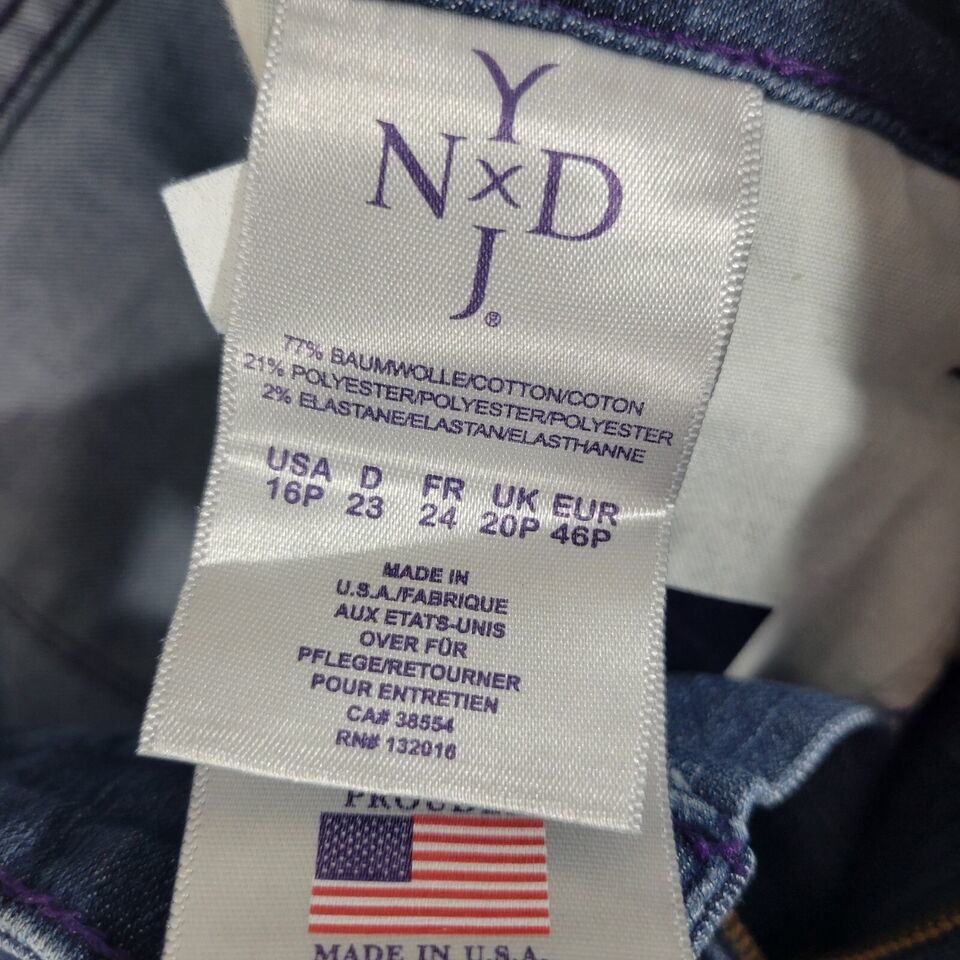 Y
N x D
J®
77% BAUMWOLLE/COTTON/COTON
21% POLYESTER/POLYESTER/POLYESTER
2% ELASTANE/ELASTAN/ELASTHANNE
USA D FR UK EUR
16P 23 24 20P 46P
MADE IN
U.S.A./FABRIQUE
AUX ETATS-UNIS
OVER FÜR
PFLEGE/RETOURNER
POUR ENTRETIEN
CA# 38554
RN# 132016
PROUDLY
MADE IN U.S.A.